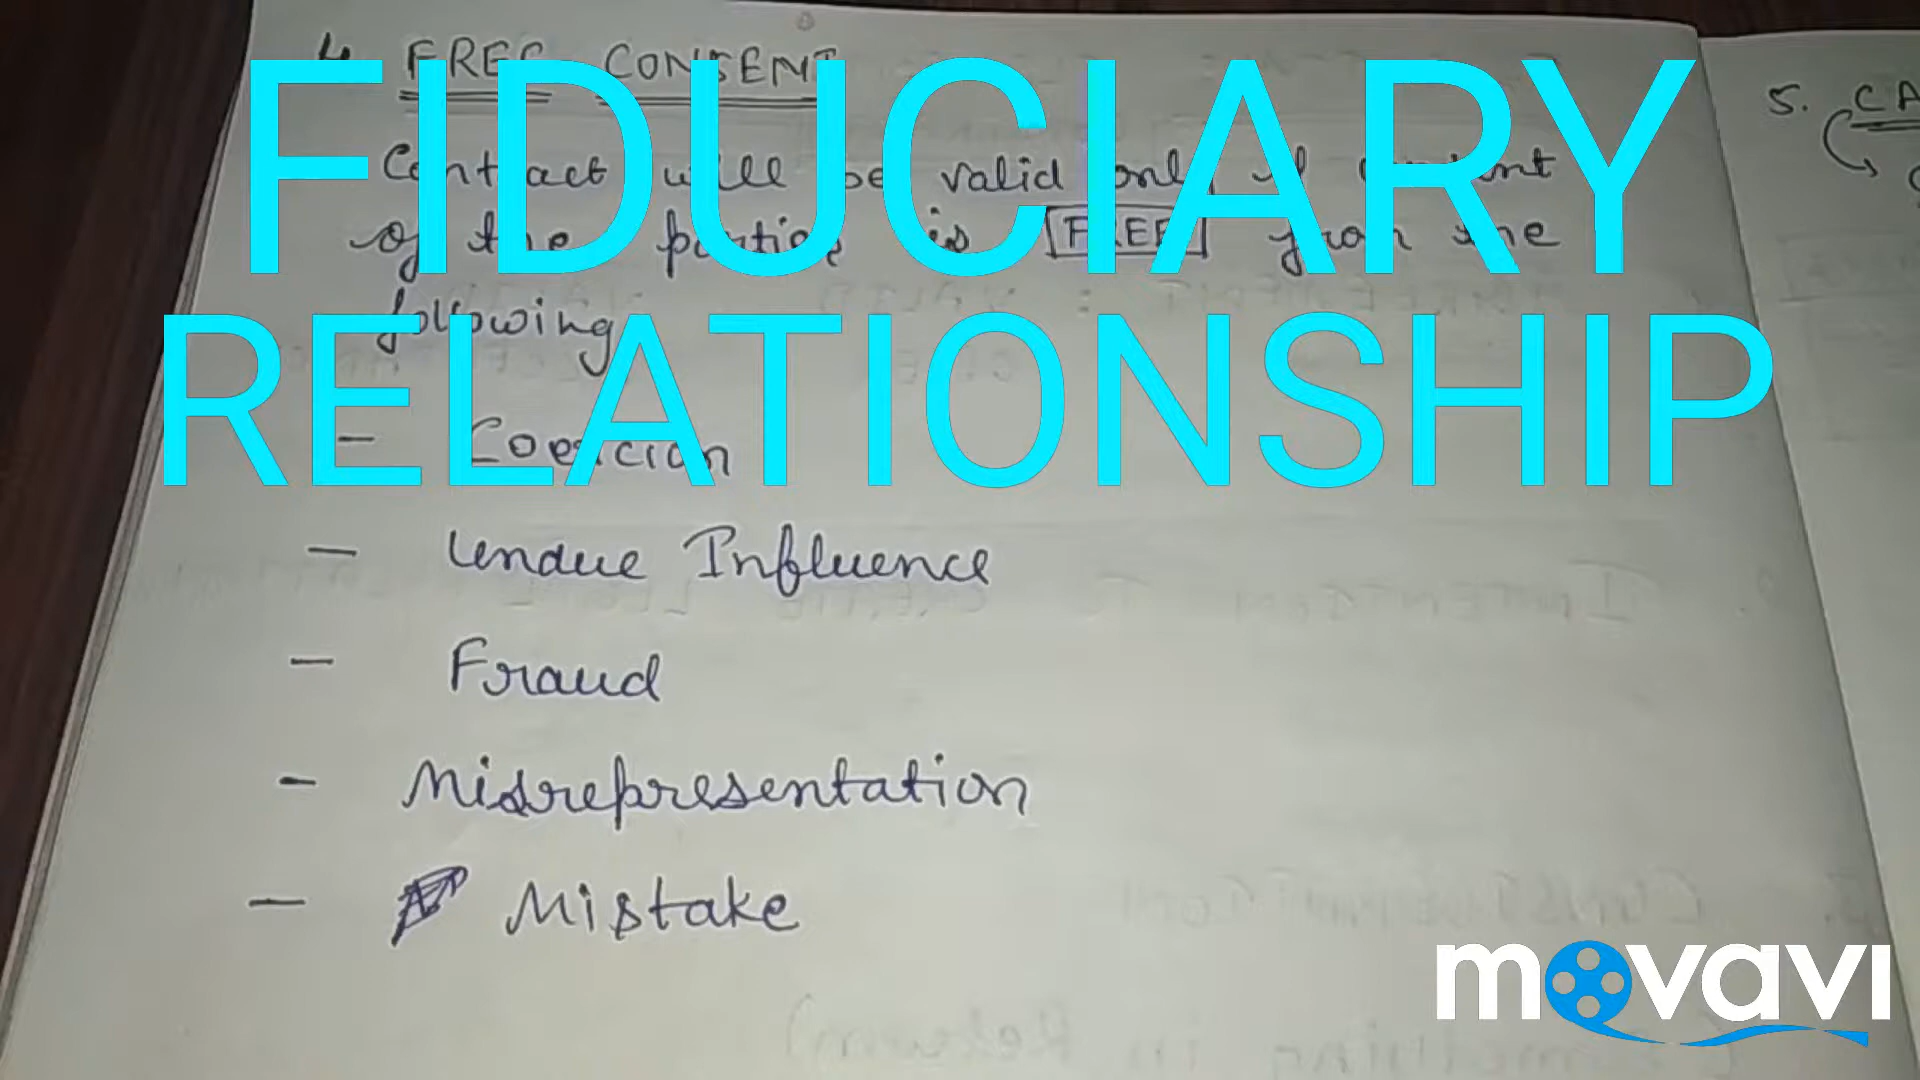 FIDUCIARY
RELATIONSHIP
4. FREE CONSENT
Contract will be valid only if consent
of the parties is FREE from the
following
- Coercion
- Undue Influence
- Fraud
- Misrepresentation
- Mistake
5. CA
movavi